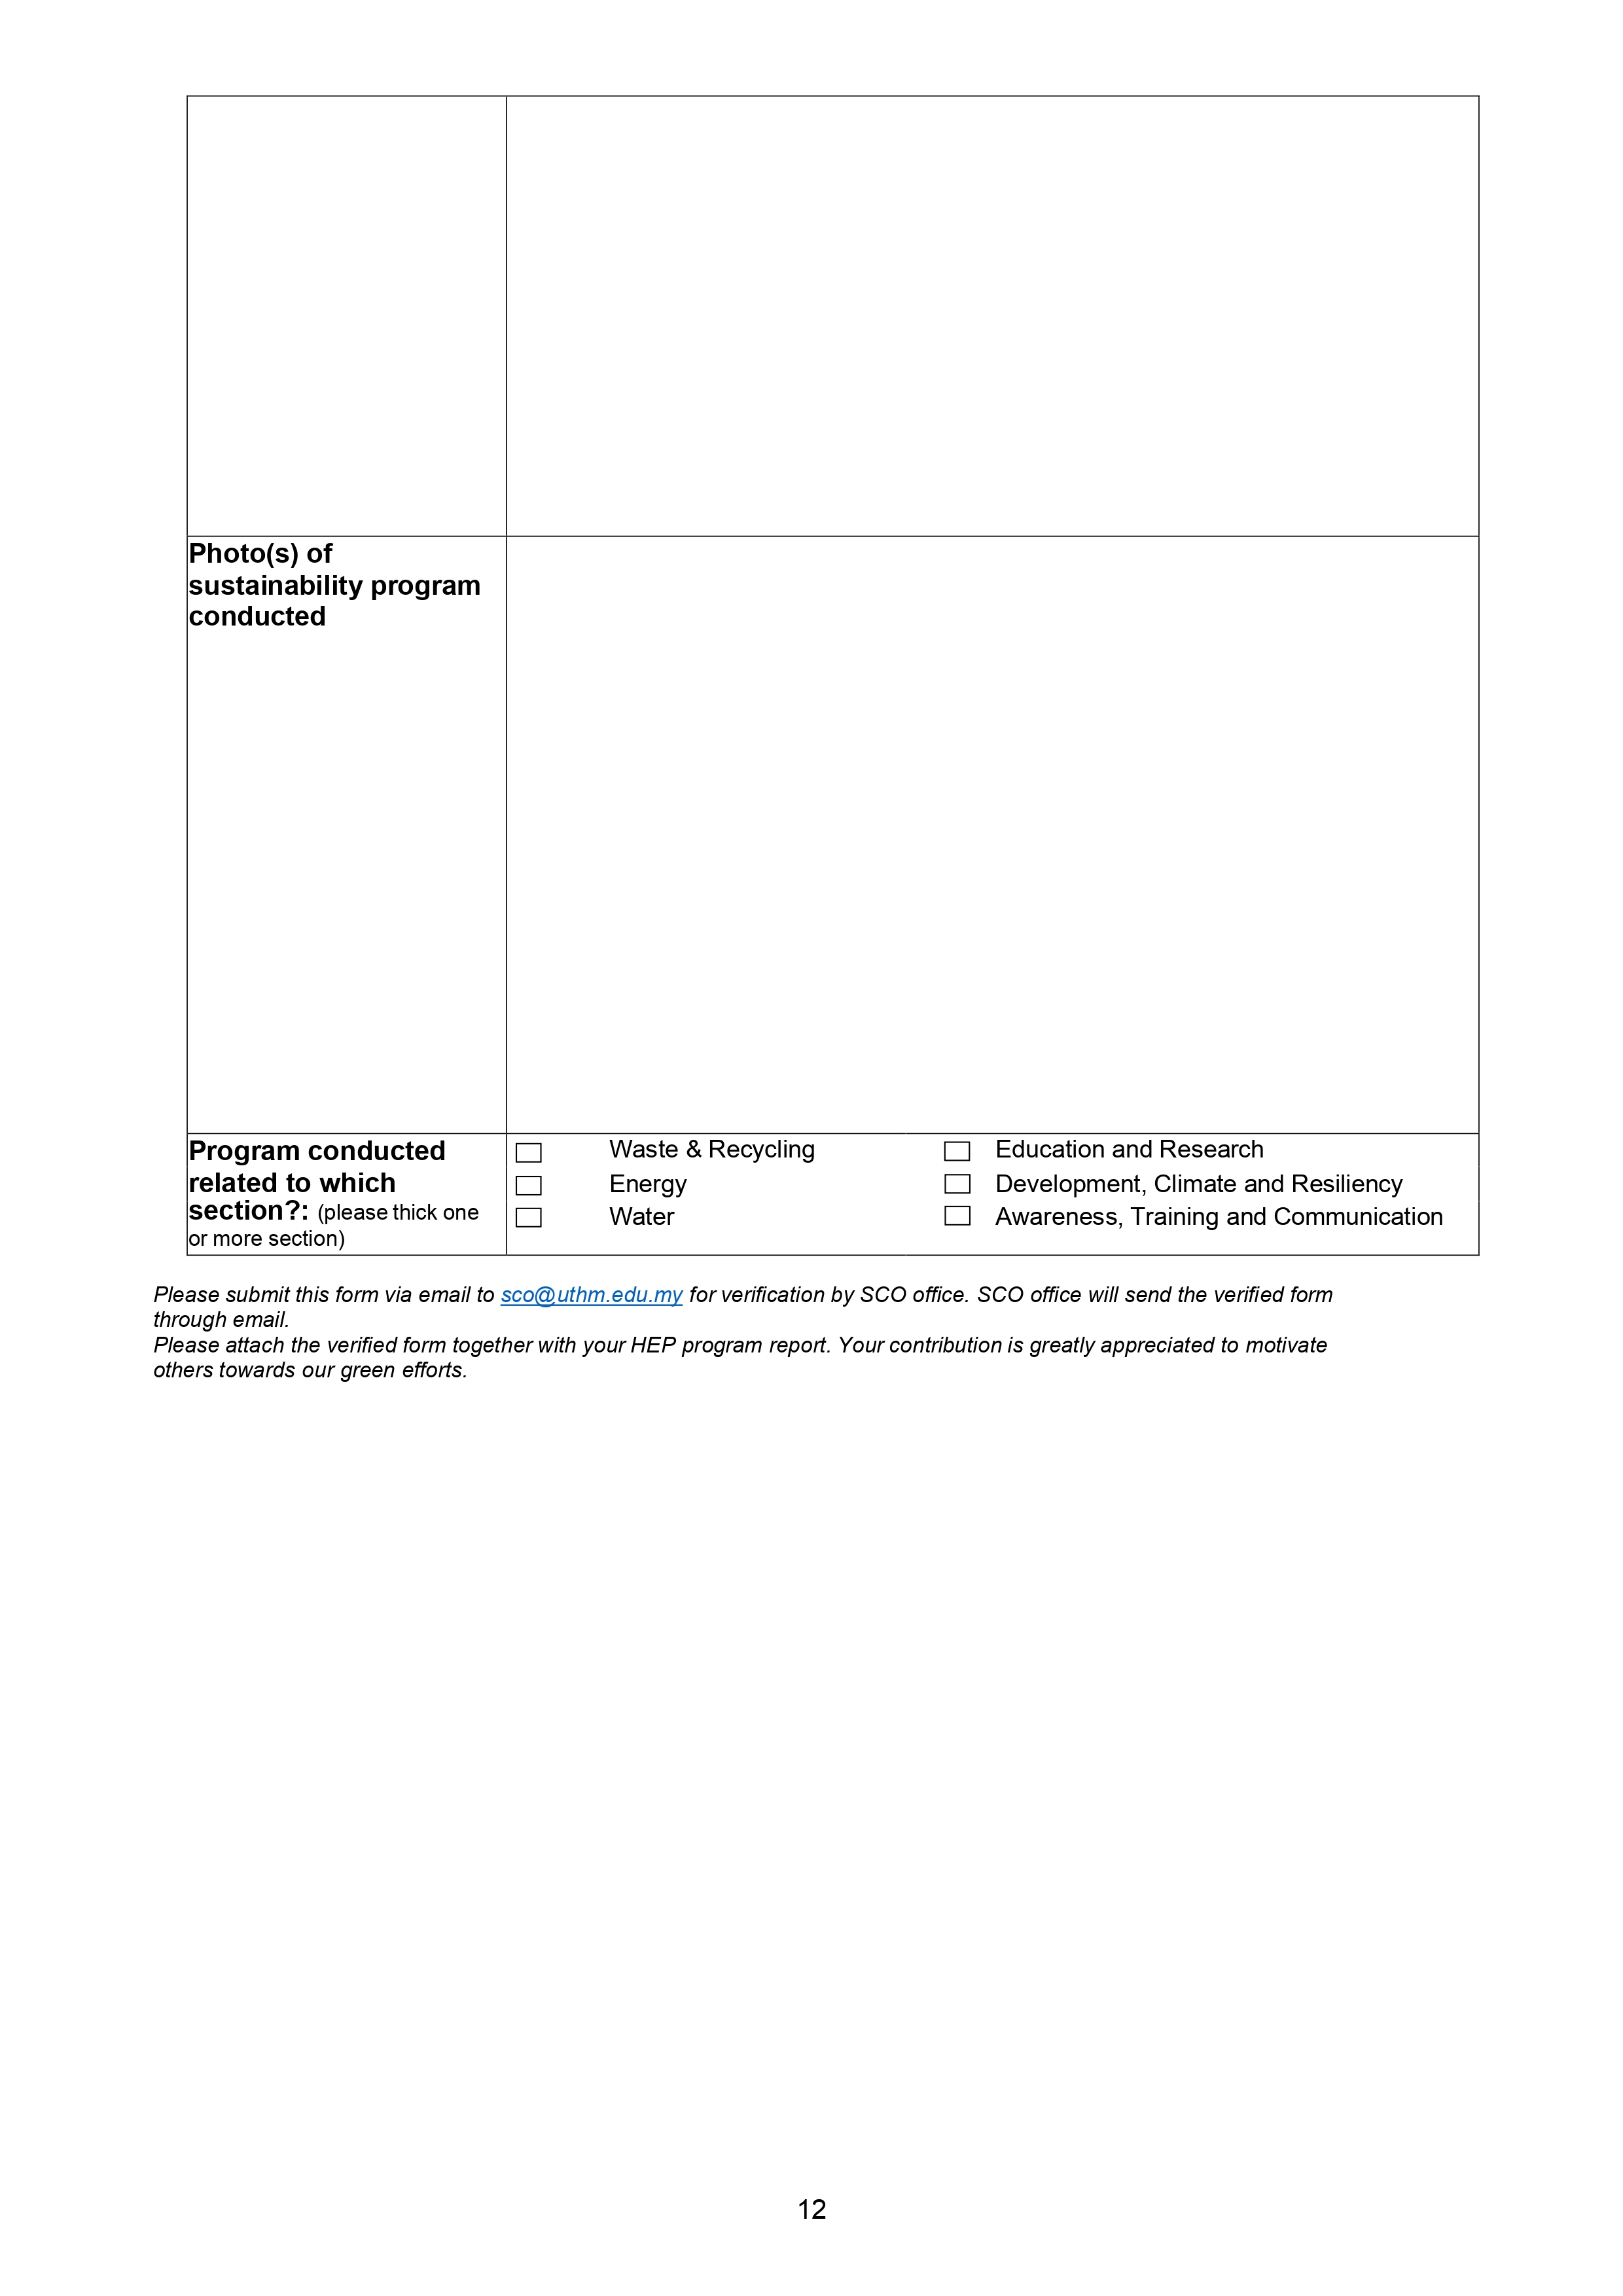 Photo(s) of
sustainability program
conducted
Program conducted
related to which
section?: (please thick one
or more section)
Waste & Recycling
Energy
Water
Education and Research
Development, Climate and Resiliency
Awareness, Training and Communication
Please submit this form via email to sco@uthm.edu.my for verification by SCO office. SCO office will send the verified form
through email.
Please attach the verified form together with your HEP program report. Your contribution is greatly appreciated to motivate
others towards our green efforts.
12